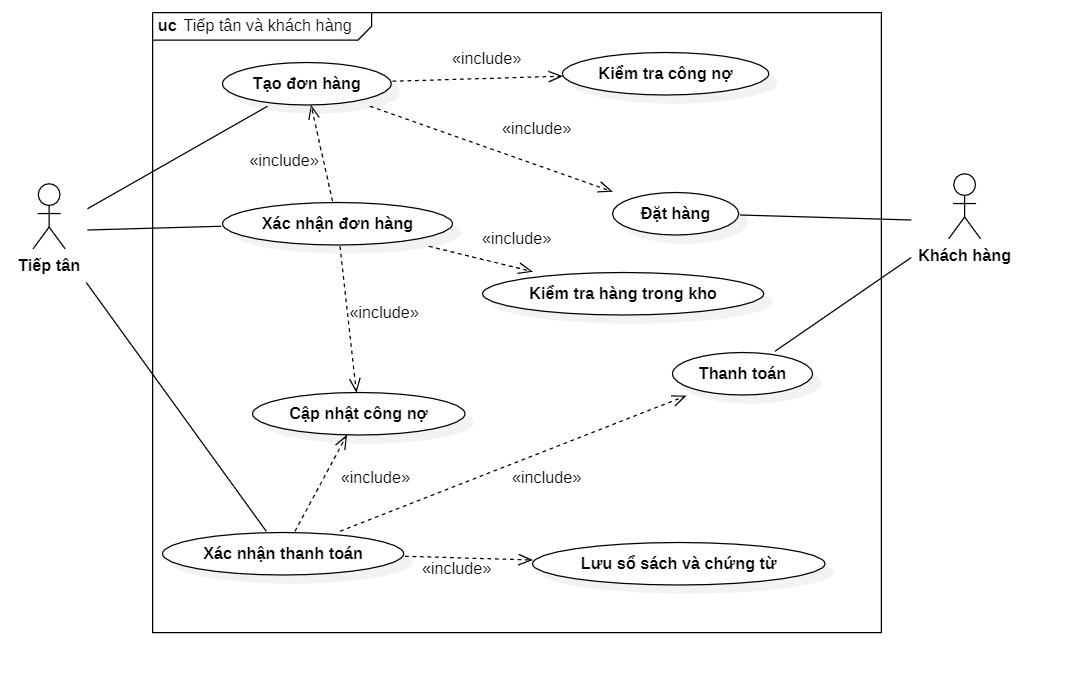 uc Tiếp tân và khách hàng
«include»
Tạo đơn hàng
Kiểm tra công nợ
«include»
«include»
Đặt hàng
Xác nhận đơn hàng
«include»
Tiếp tân
Khách hàng
Kiểm tra hàng trong kho
«include»
Thanh toán
Cập nhật công nợ
«include»
«include»
Xác nhận thanh toán
«include»
Lưu sổ sách và chứng từ